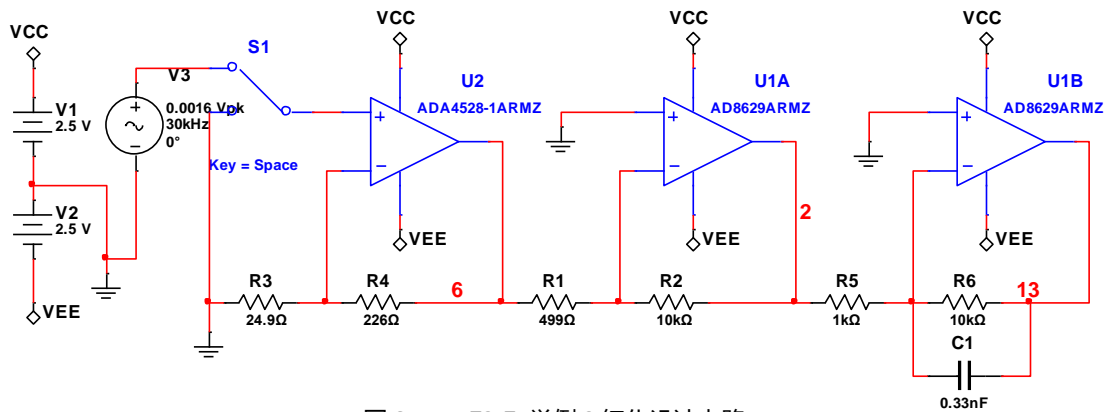 VCC
V1
2.5 V
V2
2.5 V
VEE
V3
0.0016 Vpk
30kHz
0°
S1
Key = Space
VCC
U2
ADA4528-1ARMZ
VEE
R3
24.9Ω
R4
226Ω
6
VCC
U1A
AD8629ARMZ
VEE
2
R1
499Ω
R2
10kΩ
VCC
U1B
AD8629ARMZ
VEE
R5
1kΩ
R6
10kΩ
13
C1
0.33nF